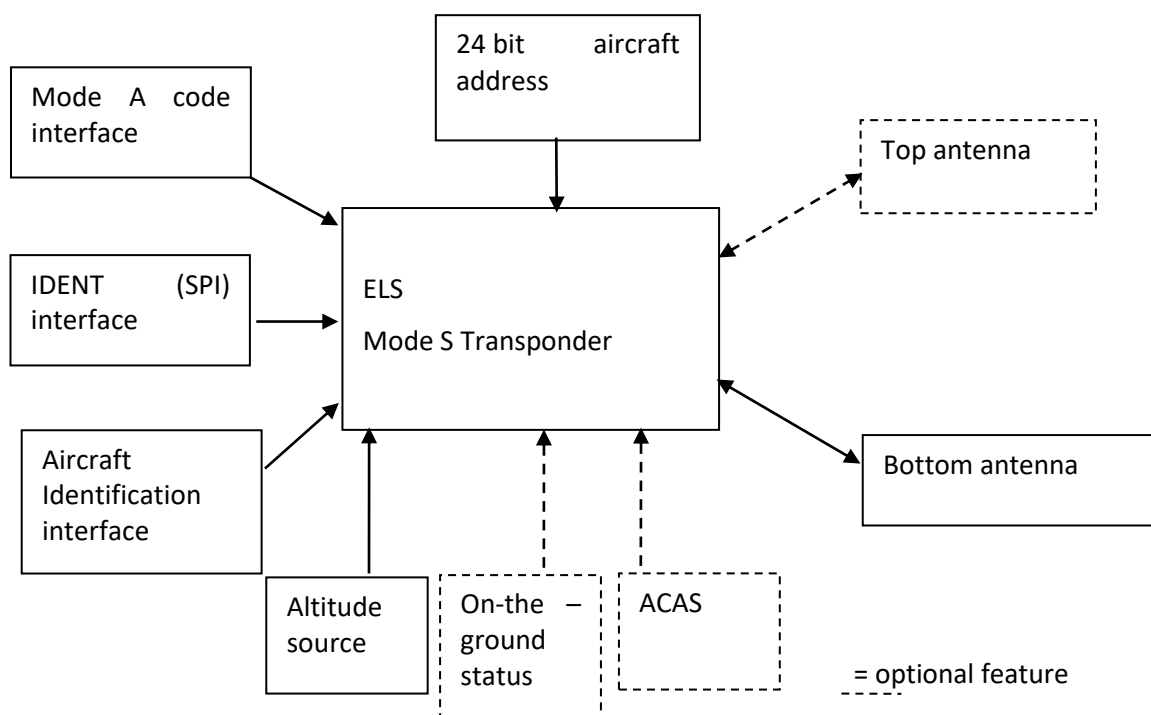 24 bit aircraft
address
Mode A code
interface
Top antenna
IDENT (SPI)
interface
ELS
Mode S Transponder
Aircraft
Identification
interface
Bottom antenna
Altitude
source
On-the –
ground
status
ACAS
= optional feature